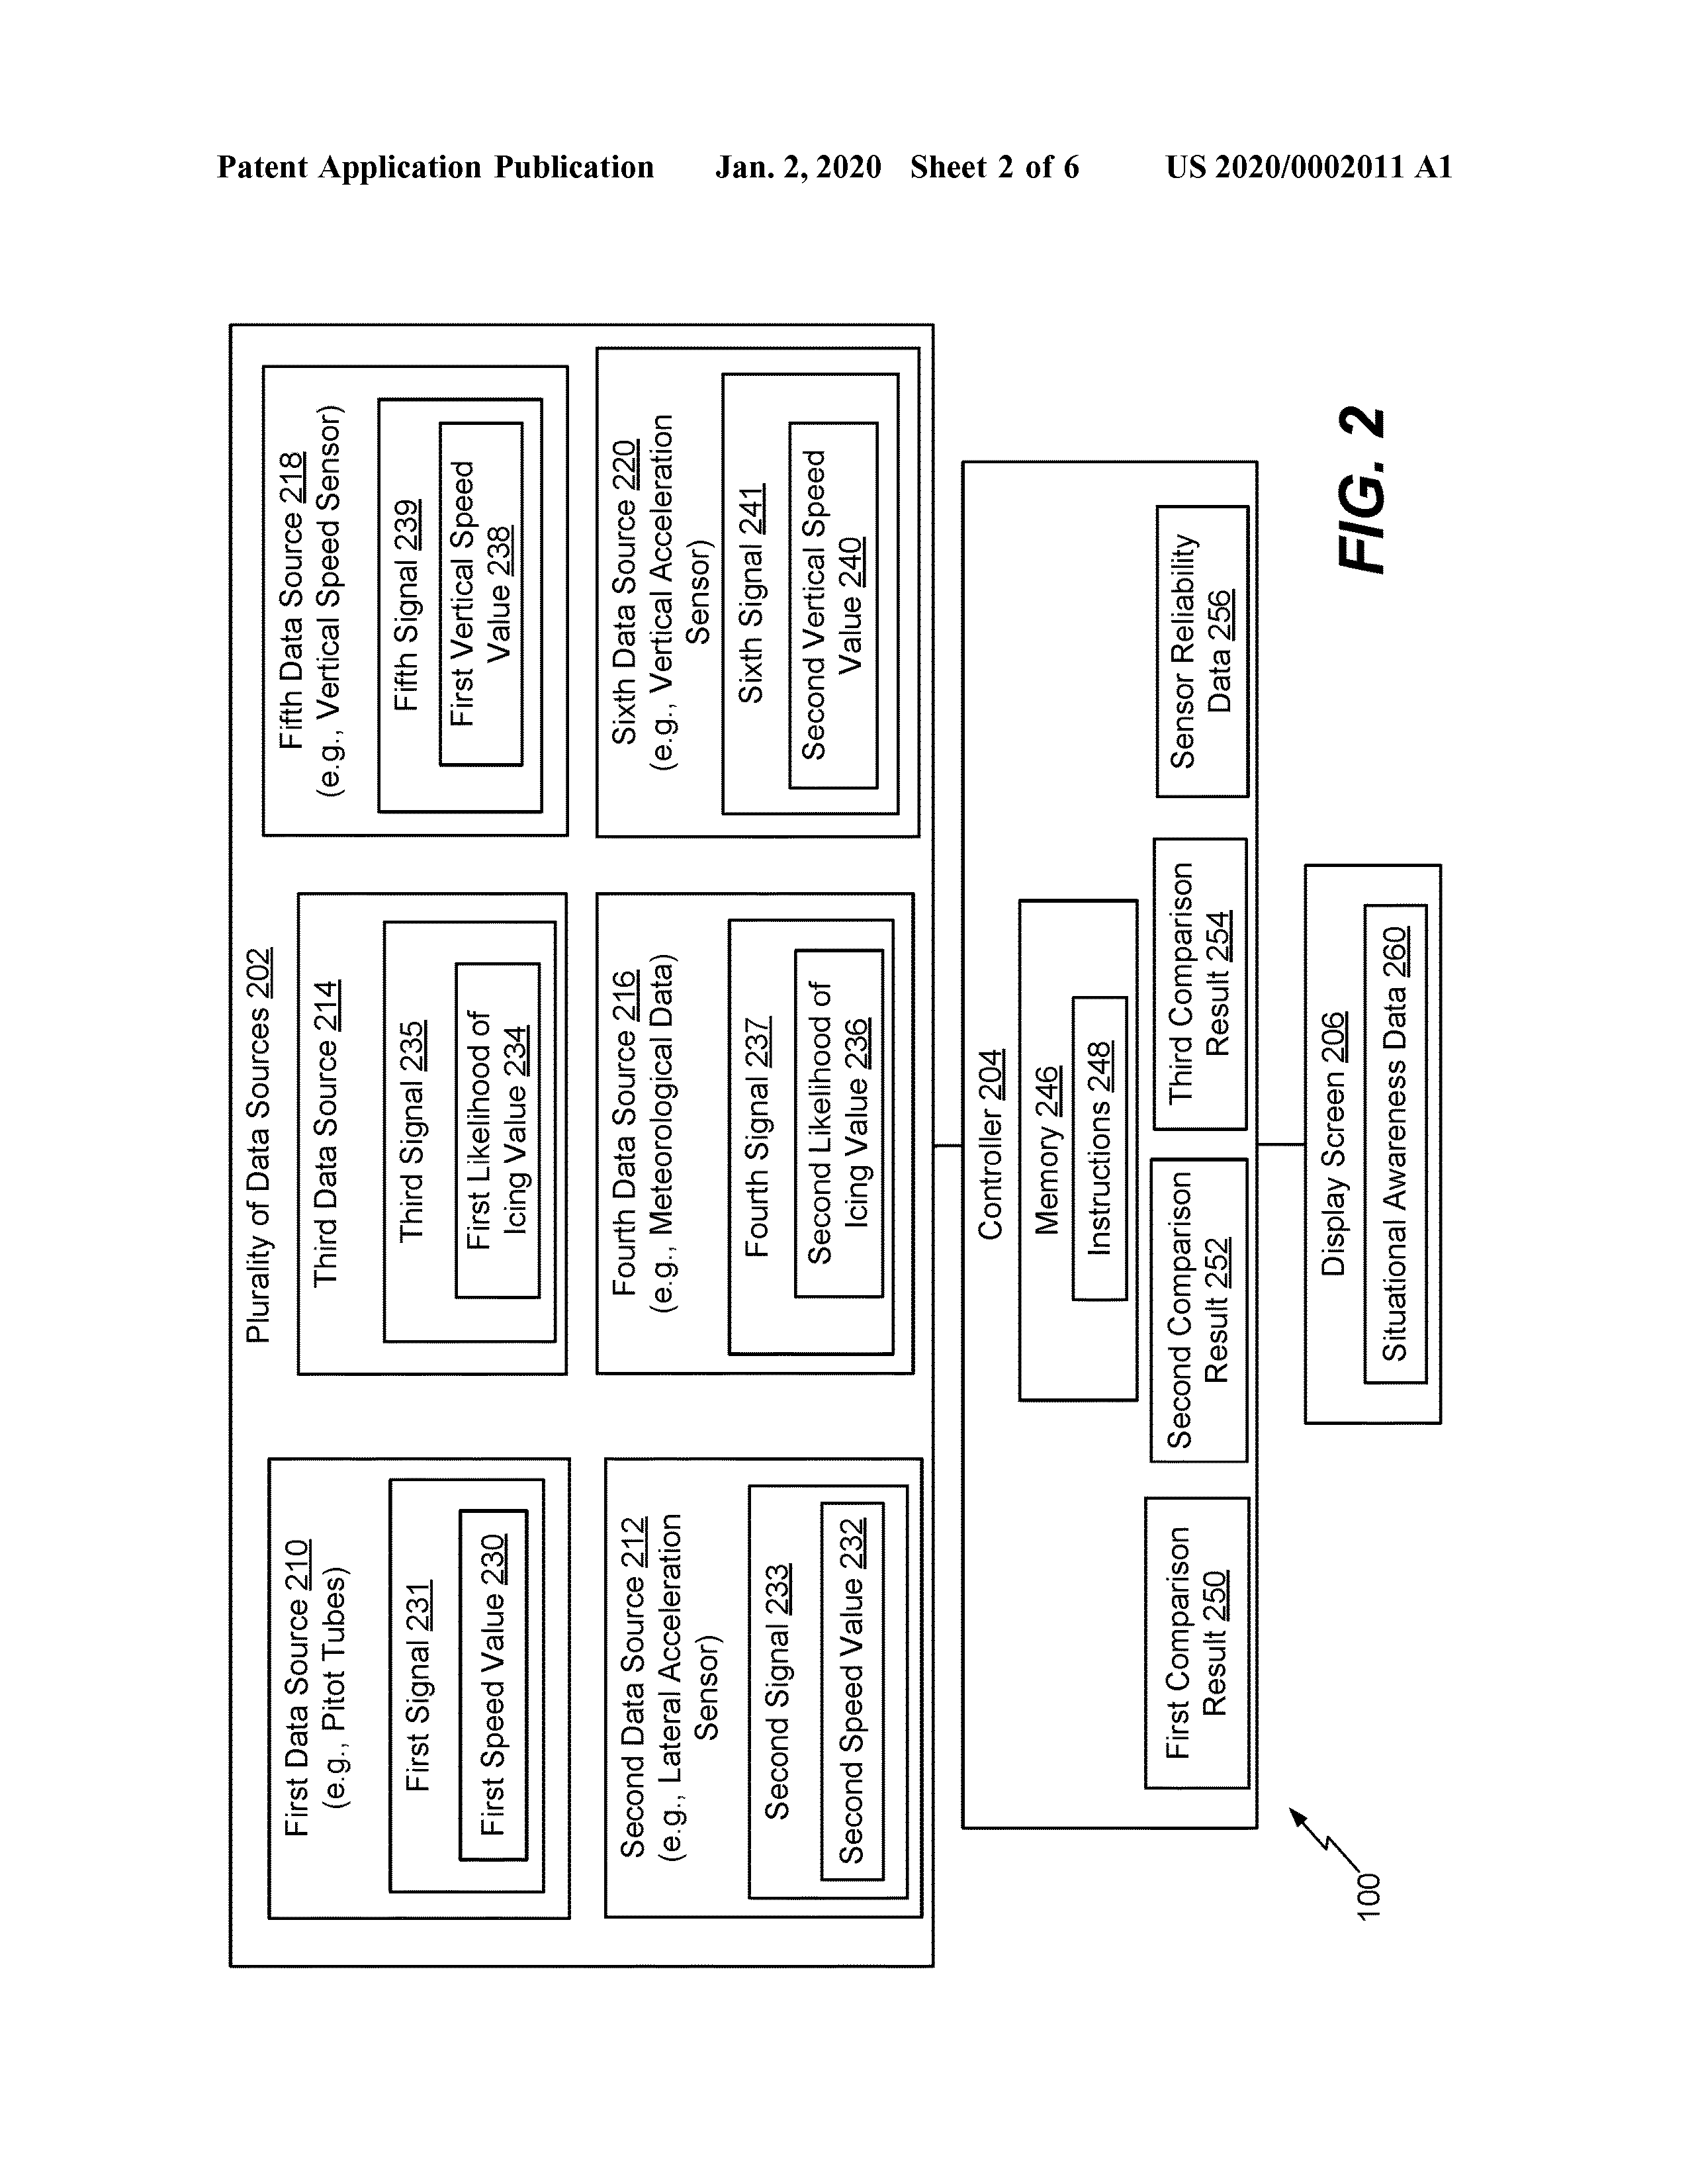 Patent Application Publication Jan. 2, 2020 Sheet 2 of 6 US 2020/0002011 A1
Plurality of Data Sources 202
First Data Source 210
(e.g., Pitot Tubes)
First Signal 231
First Speed Value 230
Third Data Source 214
Third Signal 235
First Likelihood of
Icing Value 234
Fifth Data Source 218
(e.g., Vertical Speed Sensor)
Fifth Signal 239
First Vertical Speed
Value 238
Second Data Source 212
(e.g., Lateral Acceleration
Sensor)
Second Signal 233
Second Speed Value 232
Fourth Data Source 216
(e.g., Meteorological Data)
Fourth Signal 237
Second Likelihood of
Icing Value 236
Sixth Data Source 220
(e.g., Vertical Acceleration
Sensor)
Sixth Signal 241
Second Vertical Speed
Value 240
Controller 204
Memory 246
Instructions 248
First Comparison
Result 250
Second Comparison
Result 252
Third Comparison
Result 254
Sensor Reliability
Data 256
Display Screen 206
Situational Awareness Data 260
100
FIG. 2